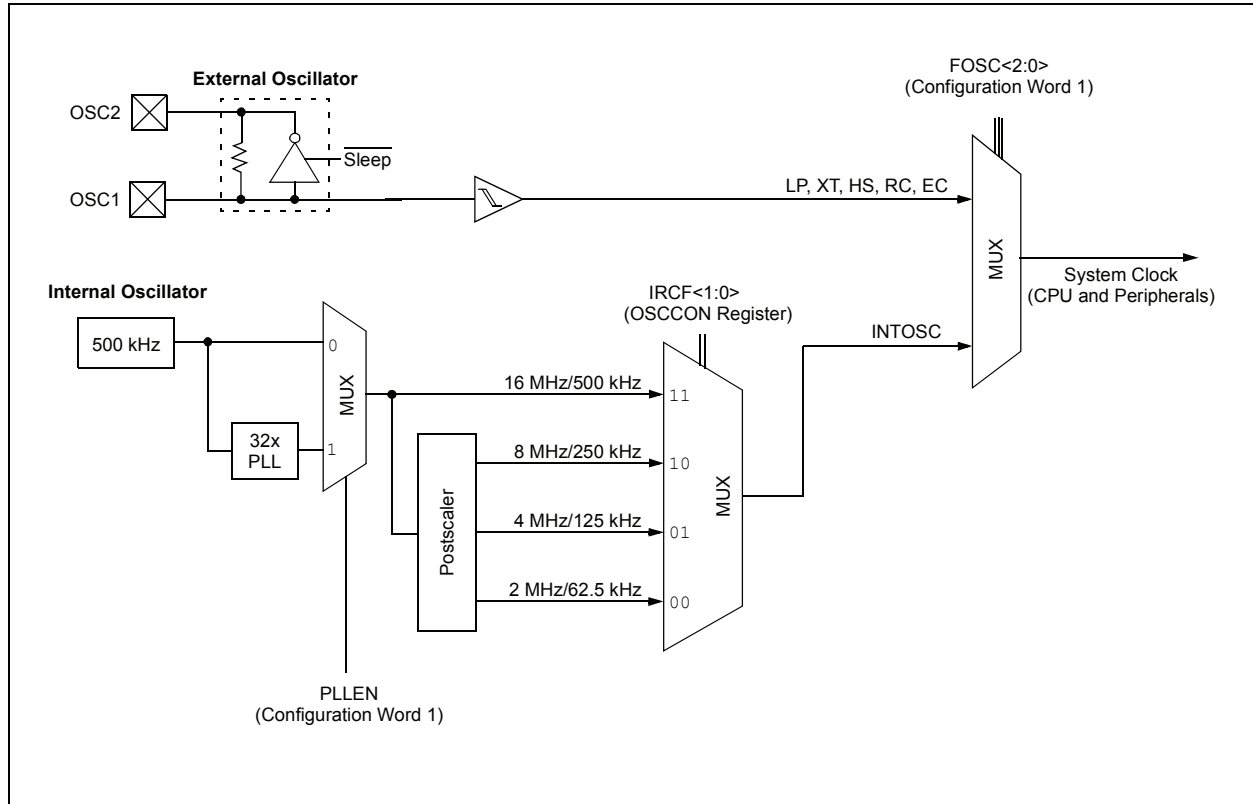 External Oscillator
FOSC<2:0>
(Configuration Word 1)
OSC2
Sleep
OSC1
LP, XT, HS, RC, EC
MUX
System Clock
(CPU and Peripherals)
Internal Oscillator
500 kHz
0
MUX
1
32x
PLL
IRCF<1:0>
(OSCCON Register)
INTOSC
16 MHz/500 kHz
11
8 MHz/250 kHz
10
MUX
Postscaler
4 MHz/125 kHz
01
2 MHz/62.5 kHz
00
PLLEN
(Configuration Word 1)